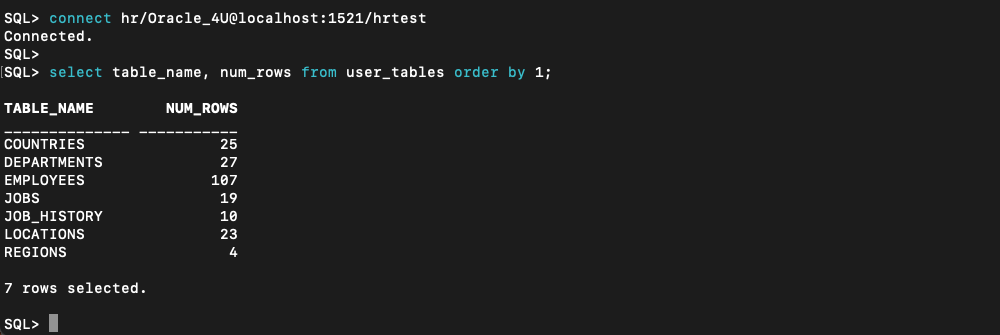 SQL> connect hr/Oracle_4U@localhost:1521/hrtest
Connected.
SQL>
SQL> select table_name, num_rows from user_tables order by 1;
TABLE_NAME        NUM_ROWS
______________ ___________
COUNTRIES               25
DEPARTMENTS             27
EMPLOYEES              107
JOBS                    19
JOB_HISTORY             10
LOCATIONS               23
REGIONS                  4
7 rows selected.
SQL>